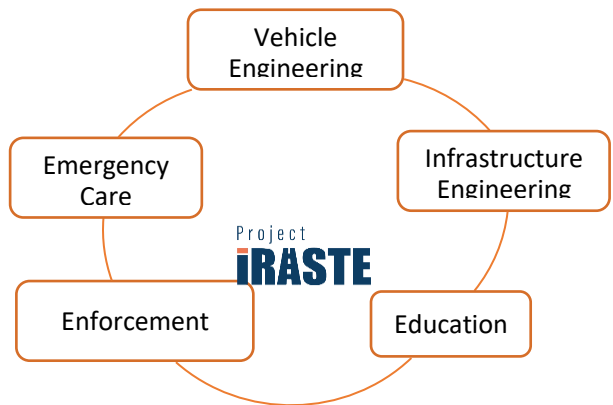 Vehicle
Engineering
Emergency
Care
Infrastructure
Engineering
Project
iRASTE
Enforcement
Education